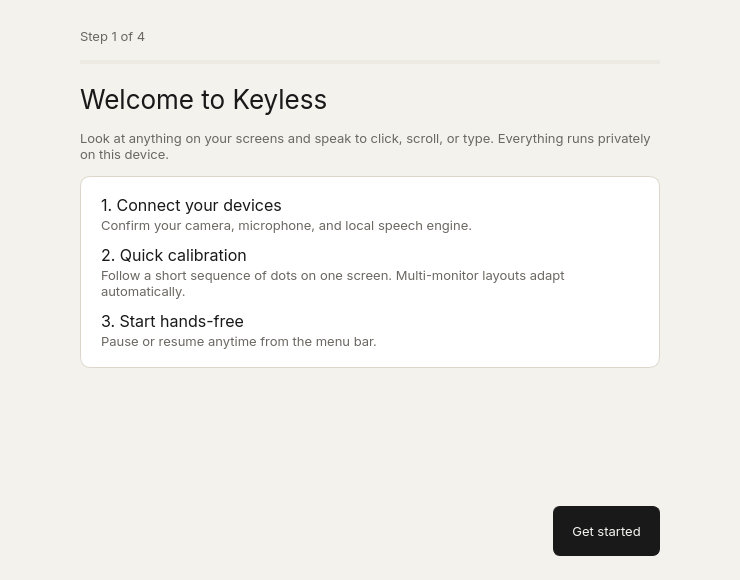 Step 1 of 4
Welcome to Keyless
Look at anything on your screens and speak to click, scroll, or type. Everything runs privately
on this device.
1. Connect your devices
Confirm your camera, microphone, and local speech engine.
2. Quick calibration
Follow a short sequence of dots on one screen. Multi-monitor layouts adapt
automatically.
3. Start hands-free
Pause or resume anytime from the menu bar.
Get started